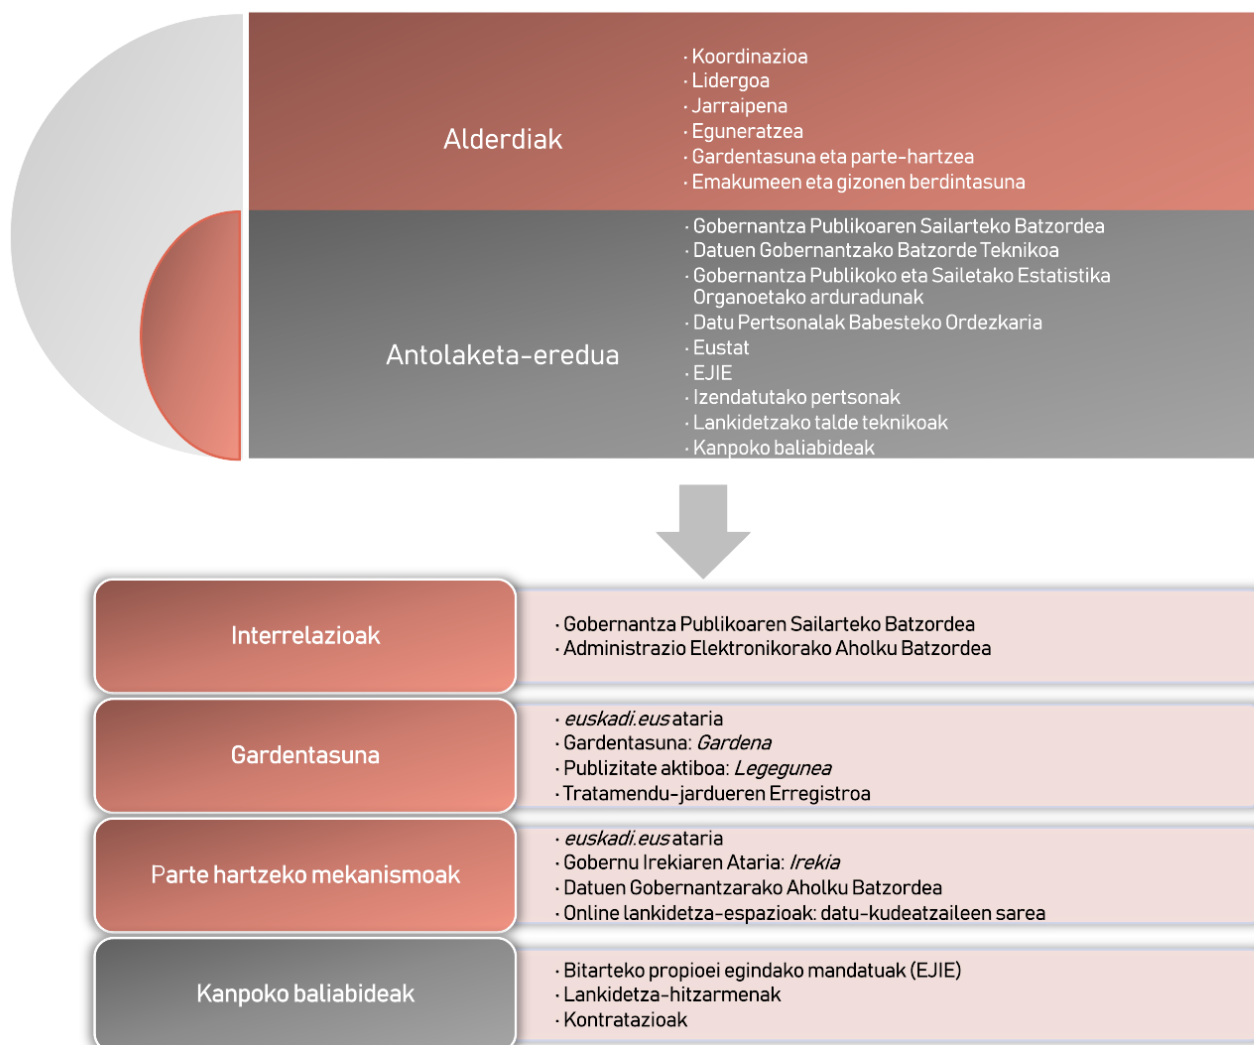 Alderdiak
· Koordinazioa
· Lidergoa
· Jarraipena
· Eguneratzea
· Gardentasuna eta parte-hartzea
· Emakumeen eta gizonen berdintasuna
Antolaketa-eredua
· Gobernantza Publikoaren Sailarteko Batzordea
· Datuen Gobernantzako Batzorde Teknikoa
· Gobernantza Publikoko eta Sailetako Estatistika
Organoetako arduradunak
· Datu Pertsonalak Babesteko Ordezkaria
· Eustat
· EJIE
· Izendatutako pertsonak
· Lankidetzako talde teknikoak
· Kanpoko baliabideak
Interrelazioak
· Gobernantza Publikoaren Sailarteko Batzordea
· Administrazio Elektronikorako Aholku Batzordea
Gardentasuna
· euskadi.eus ataria
· Gardentasuna: Gardena
· Publizitate aktiboa: Legegunea
· Tratamendu-jardueren Erregistroa
Parte hartzeko mekanismoak
· euskadi.eus ataria
· Gobernu Irekiaren Ataria: Irekia
· Datuen Gobernantzarako Aholku Batzordea
· Online lankidetza-espazioak: datu-kudeatzaileen sarea
Kanpoko baliabideak
· Bitarteko propioei egindako mandatuak (EJIE)
· Lankidetza-hitzarmenak
· Kontratazioak